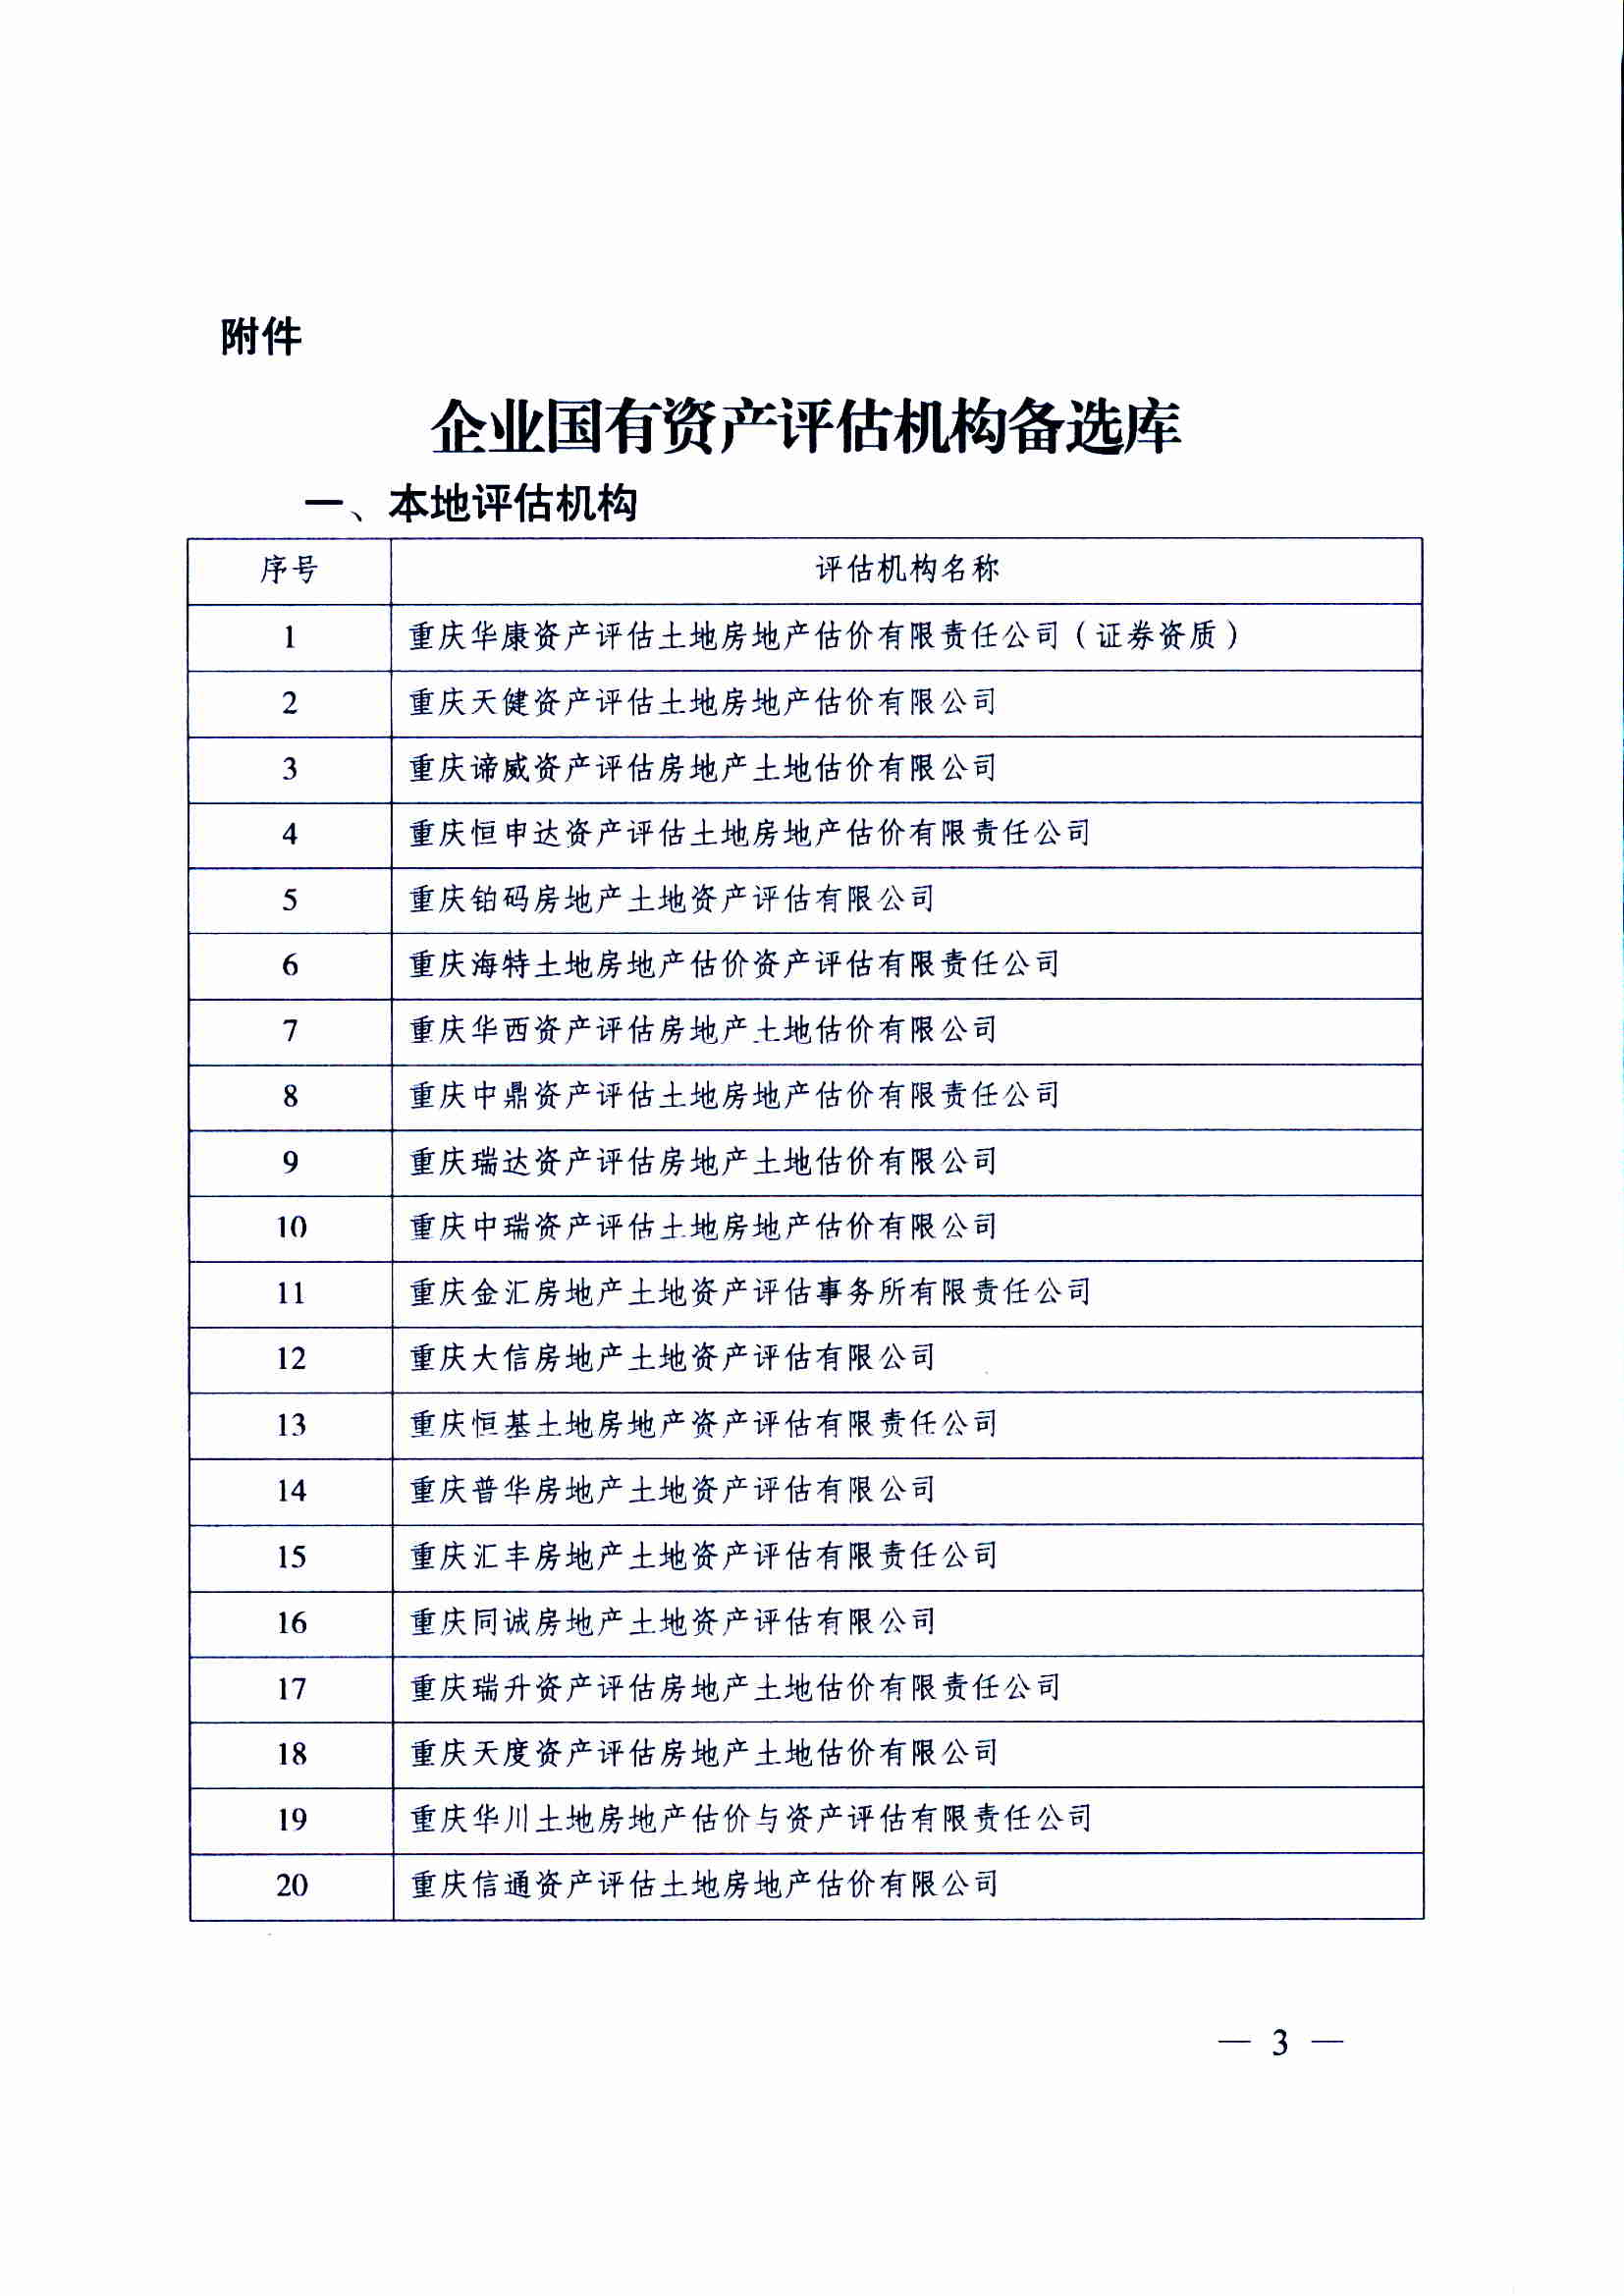 附件
企业国有资产评估机构备选库
一、本地评估机构
序号 评估机构名称
1 重庆华康资产评估土地房地产估价有限责任公司（证券资质）
2 重庆天健资产评估土地房地产估价有限公司
3 重庆谛威资产评估房地产土地估价有限公司
4 重庆恒申达资产评估土地房地产估价有限责任公司
5 重庆铂码房地产土地资产评估有限公司
6 重庆海特土地房地产估价资产评估有限责任公司
7 重庆华西资产评估房地产土地估价有限公司
8 重庆中鼎资产评估土地房地产估价有限责任公司
9 重庆瑞达资产评估房地产土地估价有限公司
10 重庆中瑞资产评估土地房地产估价有限公司
11 重庆金汇房地产土地资产评估事务所有限责任公司
12 重庆大信房地产土地资产评估有限公司
13 重庆恒基土地房地产资产评估有限责任公司
14 重庆普华房地产土地资产评估有限公司
15 重庆汇丰房地产土地资产评估有限责任公司
16 重庆同诚房地产土地资产评估有限公司
17 重庆瑞升资产评估房地产土地估价有限责任公司
18 重庆天度资产评估房地产土地估价有限公司
19 重庆华川土地房地产估价与资产评估有限责任公司
20 重庆信通资产评估土地房地产估价有限公司
— 3 —